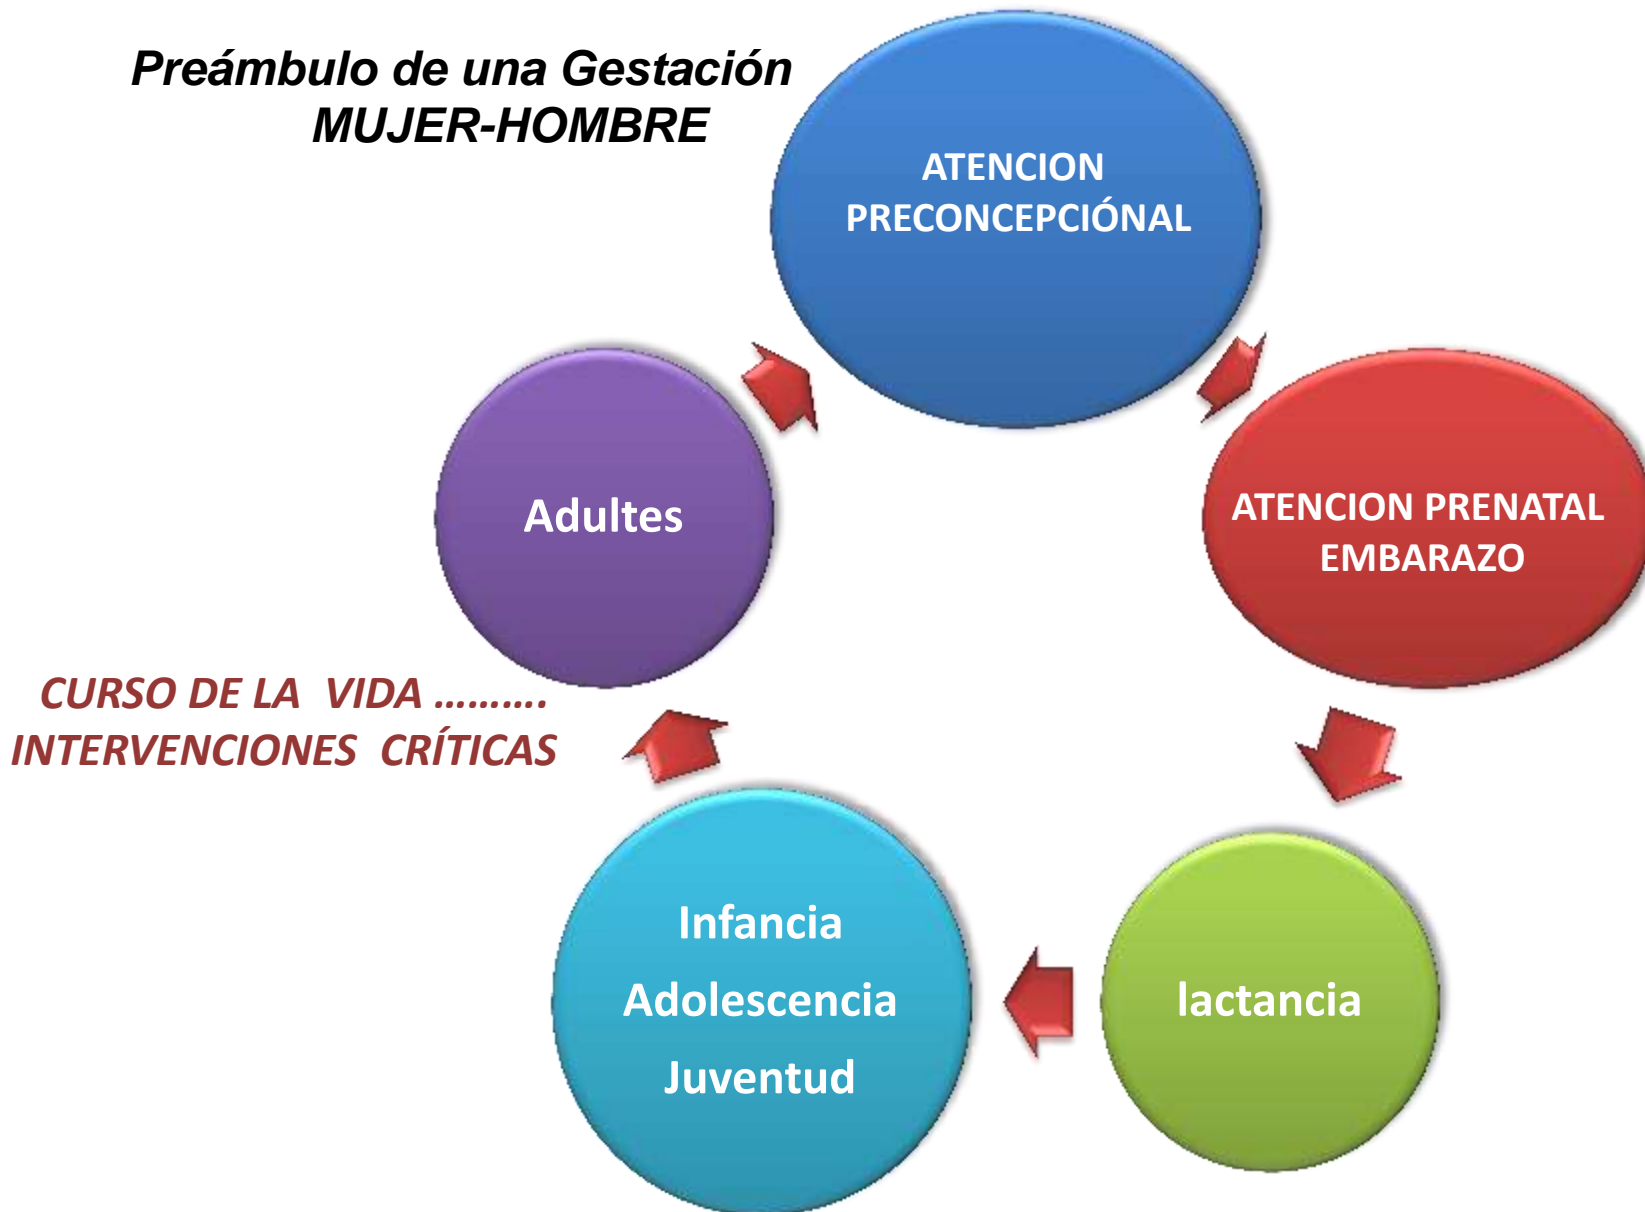 Preámbulo de una Gestación
MUJER-HOMBRE
ATENCION
PRECONCEPCIÓNAL
ATENCION PRENATAL
EMBARAZO
lactancia
Infancia
Adolescencia
Juventud
Adultes
CURSO DE LA VIDA ..........
INTERVENCIONES CRÍTICAS